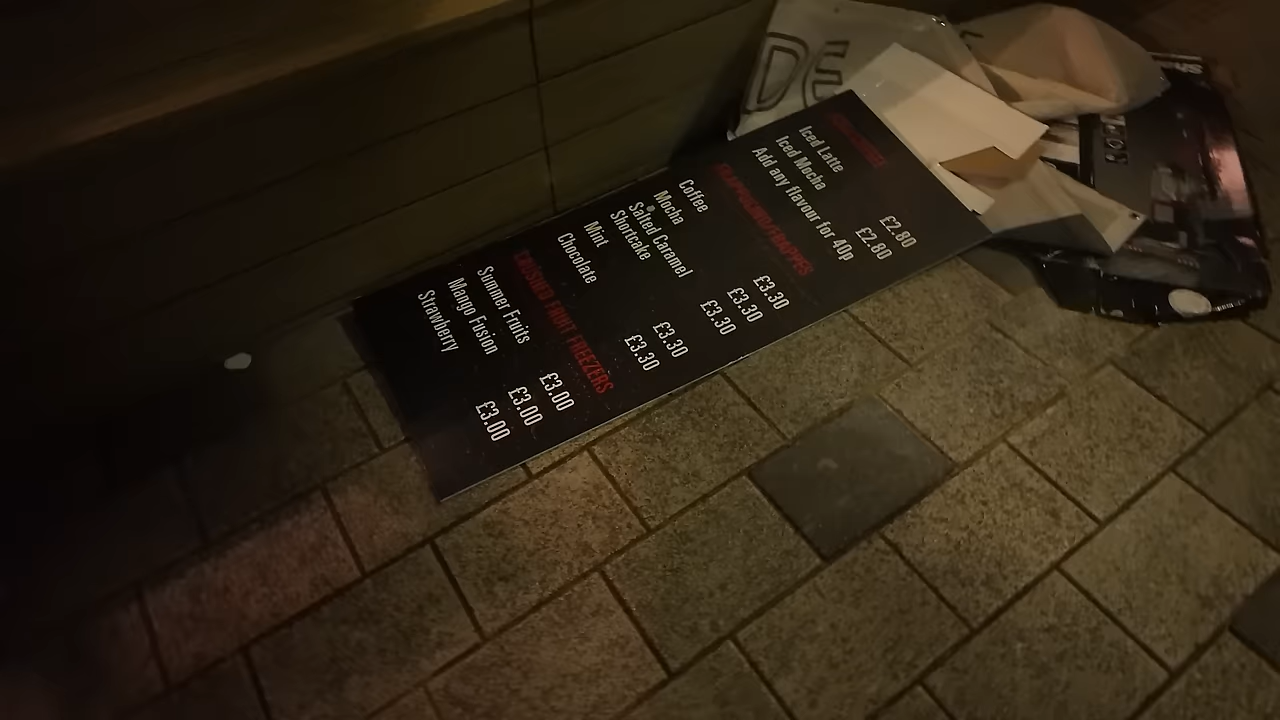 DE
Iced Latte £2.80
Iced Mocha £2.80
Add any flavour for 40p
Coffee £3.30
Mocha £3.30
Salted Caramel £3.30
Shortcake
Mint £3.30
Chocolate £3.30
CRUSHED FRUIT FREEZERS
Summer Fruits £3.00
Mango Fusion £3.00
Strawberry £3.00